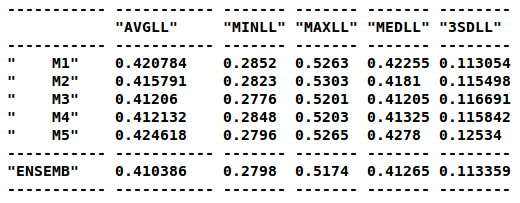 ----------- ----------- ------- ------- ------- --------
"AVGLL" "MINLL" "MAXLL" "MEDLL" "3SDLL"
----------- ----------- ------- ------- ------- --------
"    M1"    0.420784    0.2852  0.5263  0.42255 0.113054
"    M2"    0.415791    0.2823  0.5303  0.4181  0.115498
"    M3"    0.41206     0.2776  0.5201  0.41205 0.116691
"    M4"    0.412132    0.2848  0.5203  0.41325 0.115842
"    M5"    0.424618    0.2796  0.5265  0.4278  0.12534
----------- ----------- ------- ------- ------- --------
"ENSEMB"    0.410386    0.2798  0.5174  0.41265 0.113359
----------- ----------- ------- ------- ------- --------